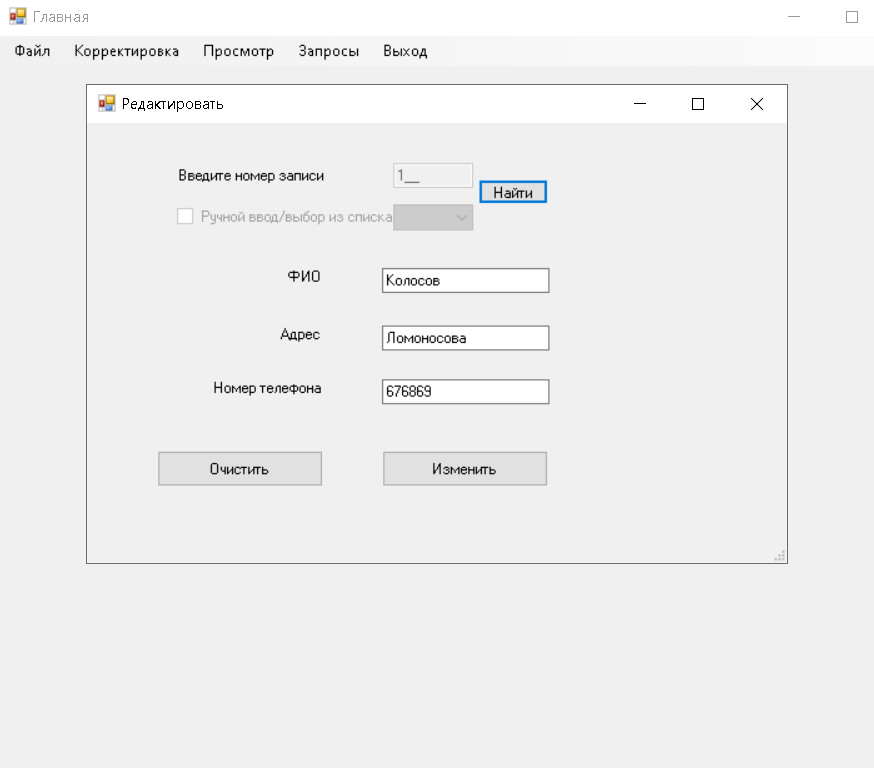 Главная
Файл Корректировка Просмотр Запросы Выход
Редактировать
Введите номер записи 1__
Найти
Ручной ввод/выбор из списка
ФИО Колосов
Адрес Ломоносова
Номер телефона 676869
Очистить Изменить